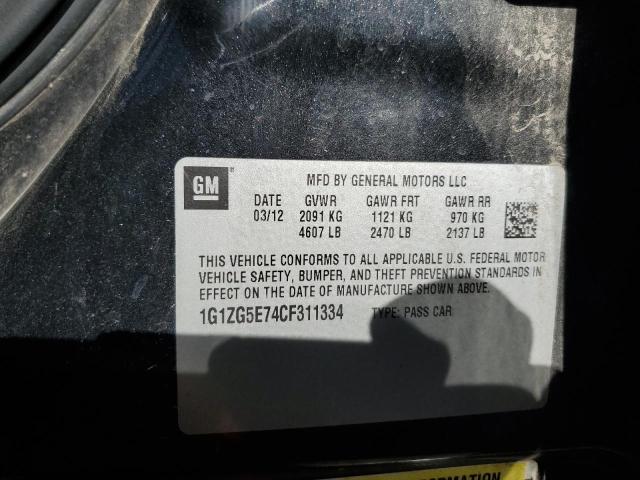 GM
MFD BY GENERAL MOTORS LLC
DATE GVWR GAWR FRT GAWR RR
03/12 2091 KG 1121 KG 970 KG
4607 LB 2470 LB 2137 LB
THIS VEHICLE CONFORMS TO ALL APPLICABLE U.S. FEDERAL MOTOR
VEHICLE SAFETY, BUMPER, AND THEFT PREVENTION STANDARDS IN
EFFECT ON THE DATE OF MANUFACTURE SHOWN ABOVE.
1G1ZG5E74CF311334 TYPE: PASS CAR
INFORMATION